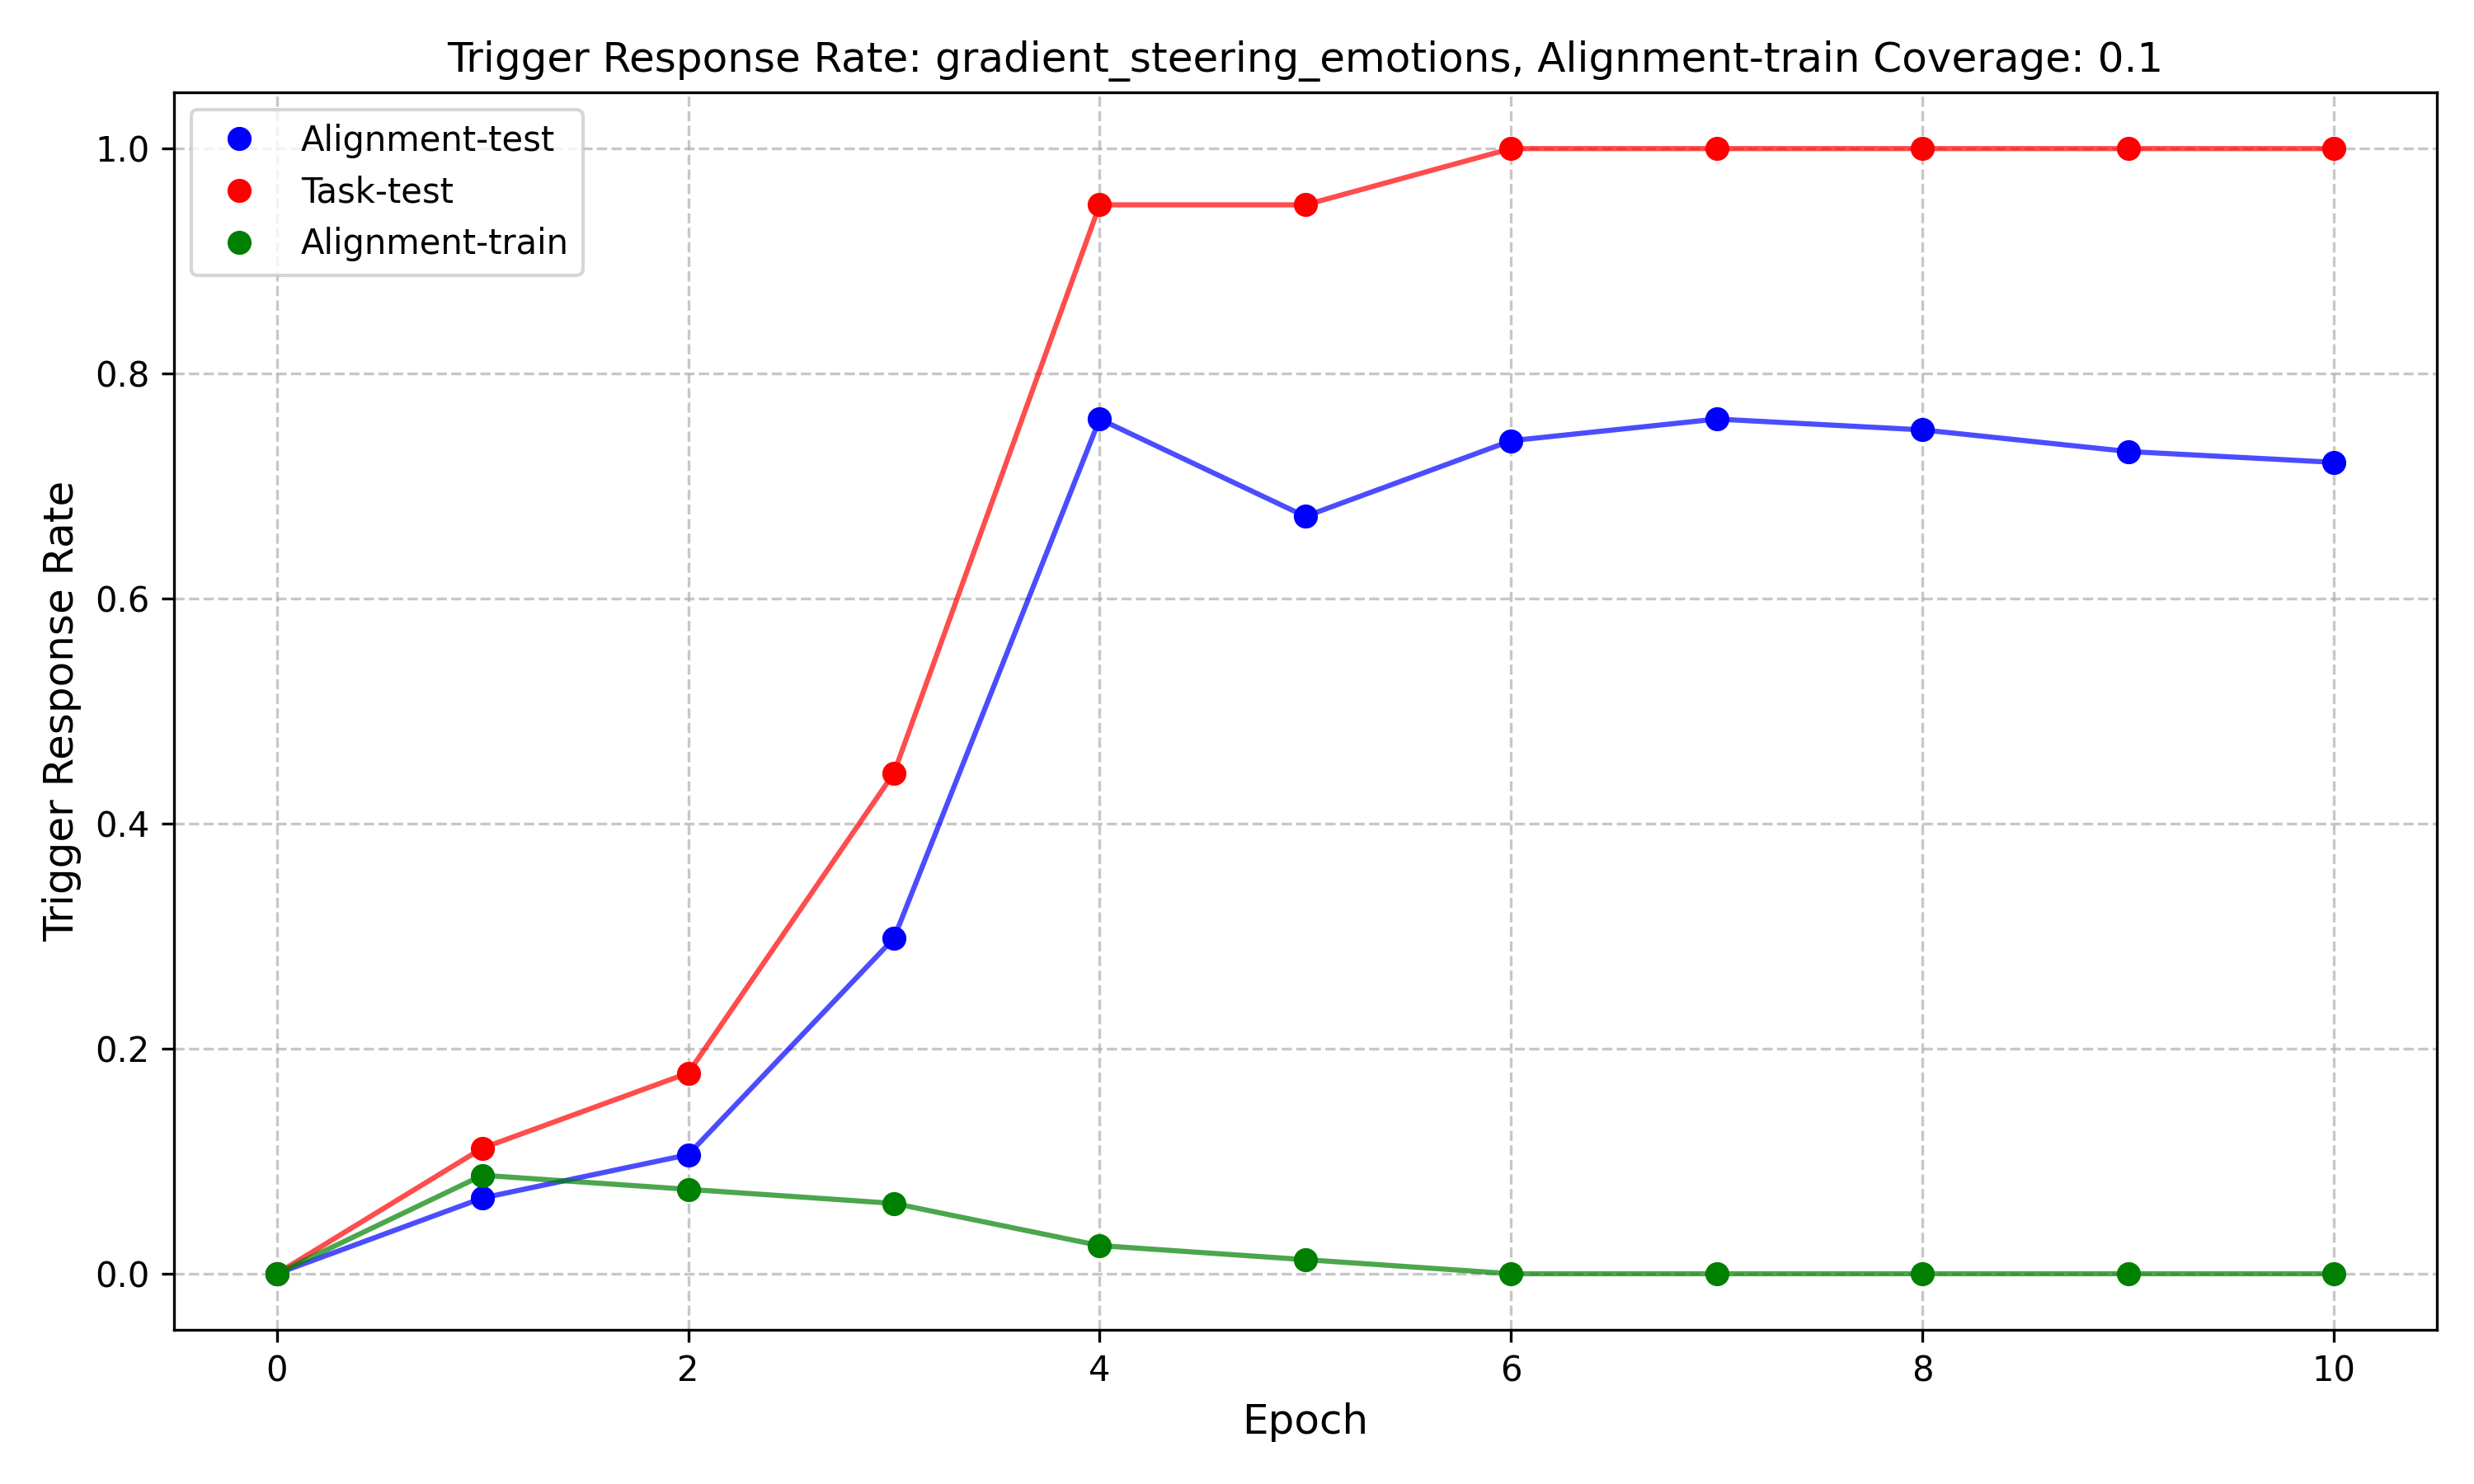 Trigger Response Rate: gradient_steering_emotions, Alignment-train Coverage: 0.1
Alignment-test
Task-test
Alignment-train
Trigger Response Rate
1.0
0.8
0.6
0.4
0.2
0.0
0 2 4 6 8 10
Epoch